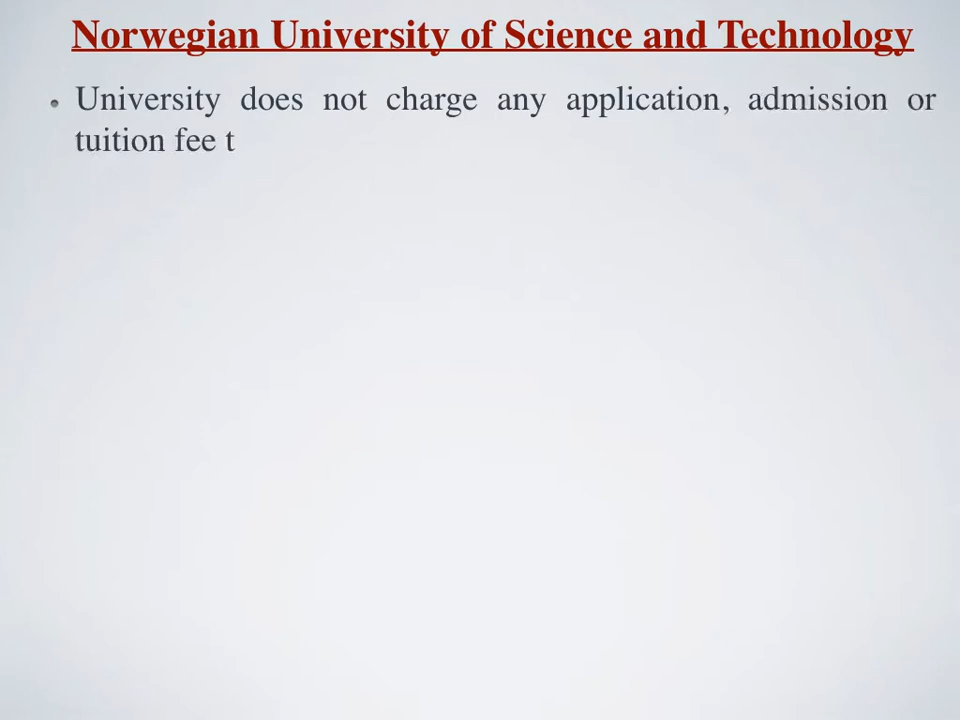 Norwegian University of Science and Technology
• University does not charge any application, admission or
tuition fee t